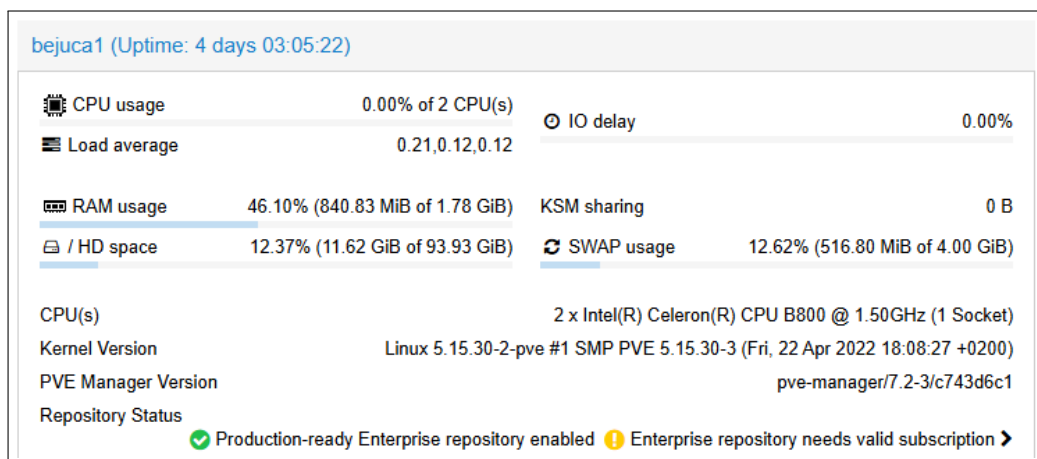 bejuca1 (Uptime: 4 days 03:05:22)
CPU usage 0.00% of 2 CPU(s)
IO delay 0.00%
Load average 0.21,0.12,0.12
RAM usage 46.10% (840.83 MiB of 1.78 GiB) KSM sharing 0 B
/ HD space 12.37% (11.62 GiB of 93.93 GiB) SWAP usage 12.62% (516.80 MiB of 4.00 GiB)
CPU(s) 2 x Intel(R) Celeron(R) CPU B800 @ 1.50GHz (1 Socket)
Kernel Version Linux 5.15.30-2-pve #1 SMP PVE 5.15.30-3 (Fri, 22 Apr 2022 18:08:27 +0200)
PVE Manager Version pve-manager/7.2-3/c743d6c1
Repository Status
Production-ready Enterprise repository enabled Enterprise repository needs valid subscription